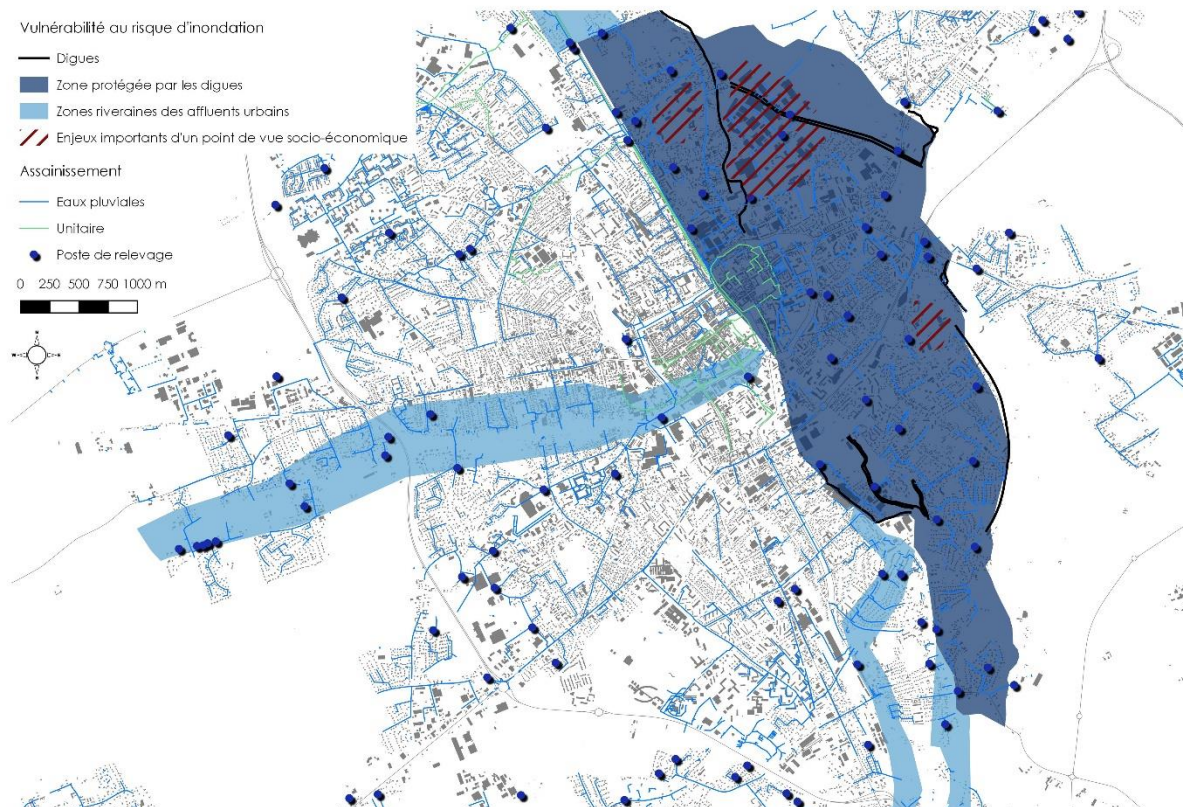 Vulnérabilité au risque d'inondation
Digues
Zone protégée par les digues
Zones riveraines des affluents urbains
Enjeux importants d'un point de vue socio-économique
Assainissement
Eaux pluviales
Unitaire
Poste de relevage
0 250 500 750 1000 m